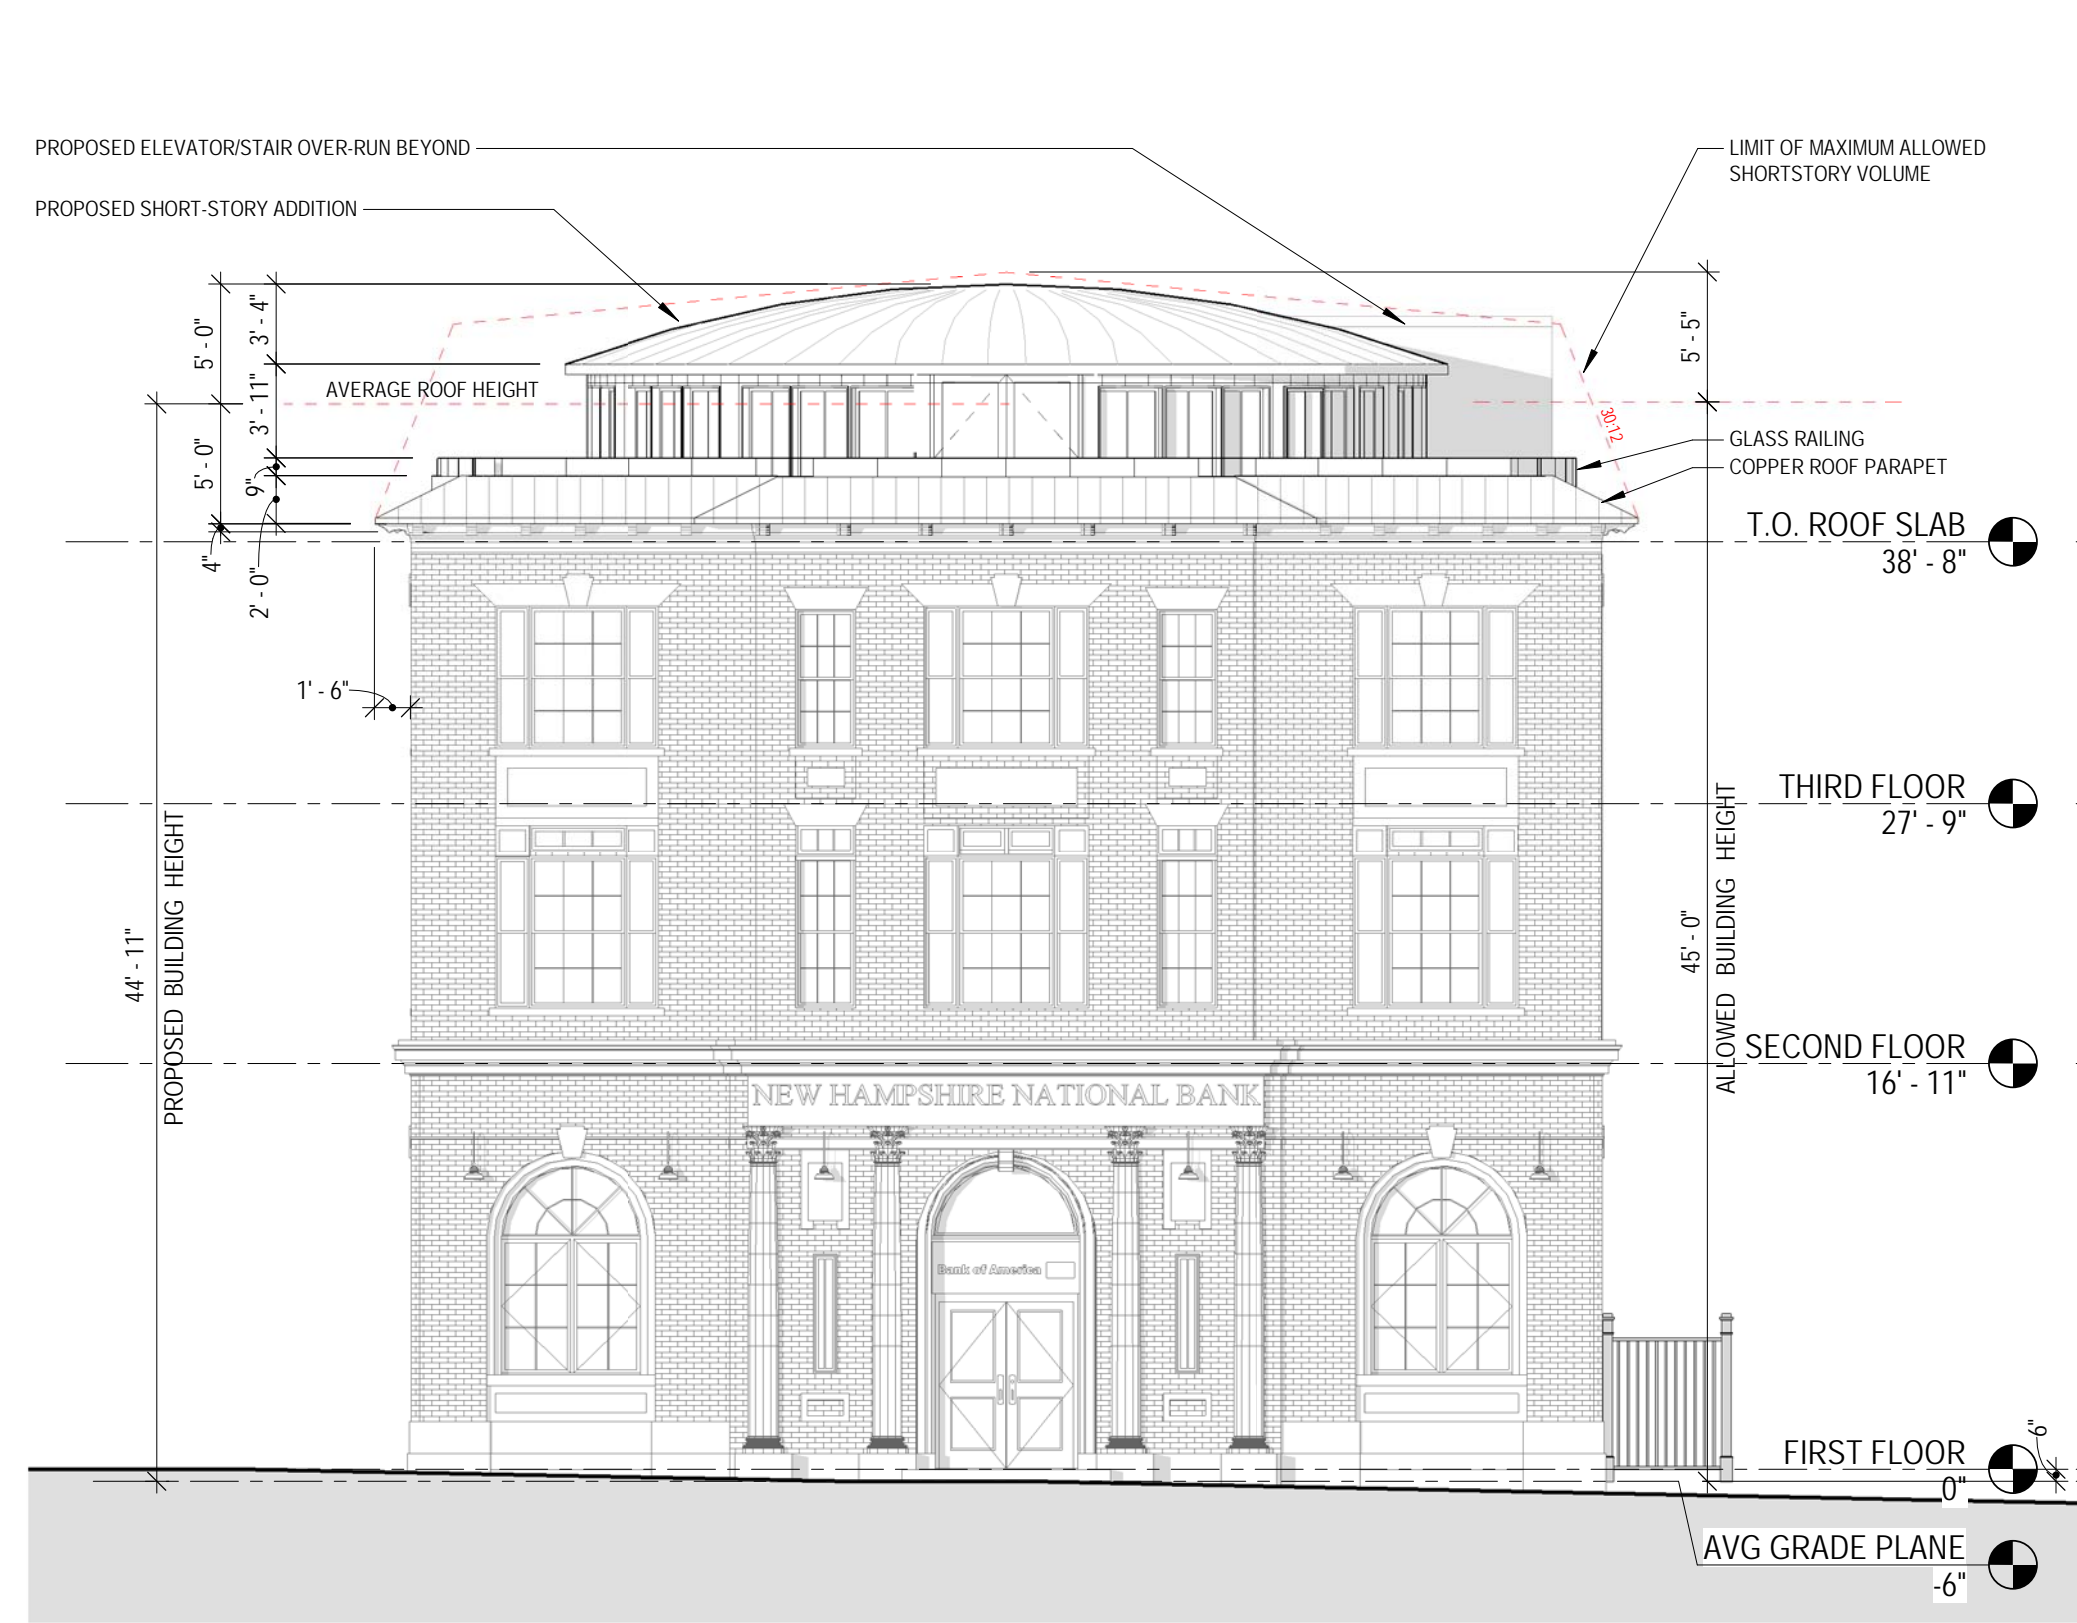 PROPOSED ELEVATOR/STAIR OVER-RUN BEYOND
LIMIT OF MAXIMUM ALLOWED
SHORTSTORY VOLUME
PROPOSED SHORT-STORY ADDITION
5' - 0"
3' - 4"
5' - 5"
AVERAGE ROOF HEIGHT
3' - 11"
30:12
5' - 0"
9"
GLASS RAILING
COPPER ROOF PARAPET
4"
2' - 0"
T.O. ROOF SLAB
38' - 8"
1' - 6"
THIRD FLOOR
27' - 9"
44' - 11"
PROPOSED BUILDING HEIGHT
45' - 0"
ALLOWED BUILDING HEIGHT
SECOND FLOOR
16' - 11"
NEW HAMPSHIRE NATIONAL BANK
Bank of America
FIRST FLOOR
0"
6"
AVG GRADE PLANE
-6"